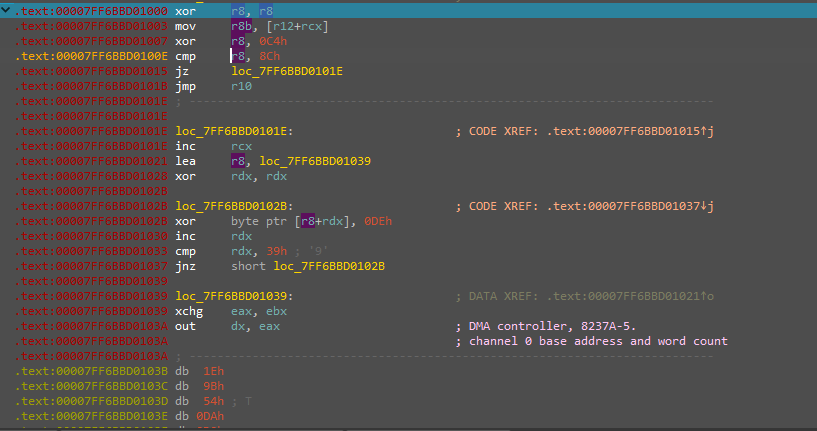 .text:00007FF6BBD01000 xor r8, r8
.text:00007FF6BBD01003 mov r8b, [r12+rcx]
.text:00007FF6BBD01007 xor r8, 0C4h
.text:00007FF6BBD0100E cmp r8, 8Ch
.text:00007FF6BBD01015 jz loc_7FF6BBD0101E
.text:00007FF6BBD0101B jmp r10
.text:00007FF6BBD0101E ; ---------------------------------------------------------------------------
.text:00007FF6BBD0101E
.text:00007FF6BBD0101E loc_7FF6BBD0101E: ; CODE XREF: .text:00007FF6BBD01015↑j
.text:00007FF6BBD0101E inc rcx
.text:00007FF6BBD01021 lea r8, loc_7FF6BBD01039
.text:00007FF6BBD01028 xor rdx, rdx
.text:00007FF6BBD0102B
.text:00007FF6BBD0102B loc_7FF6BBD0102B: ; CODE XREF: .text:00007FF6BBD01037↓j
.text:00007FF6BBD0102B xor byte ptr [r8+rdx], 0DEh
.text:00007FF6BBD01030 inc rdx
.text:00007FF6BBD01033 cmp rdx, 39h ; '9'
.text:00007FF6BBD01037 jnz short loc_7FF6BBD0102B
.text:00007FF6BBD01039
.text:00007FF6BBD01039 loc_7FF6BBD01039: ; DATA XREF: .text:00007FF6BBD01021↑o
.text:00007FF6BBD01039 xchg eax, ebx
.text:00007FF6BBD0103A out dx, eax ; DMA controller, 8237A-5.
.text:00007FF6BBD0103A ; channel 0 base address and word count
.text:00007FF6BBD0103A ; ---------------------------------------------------------------------------
.text:00007FF6BBD0103B db 1Eh
.text:00007FF6BBD0103C db 9Bh
.text:00007FF6BBD0103D db 54h ; T
.text:00007FF6BBD0103E db 0DAh